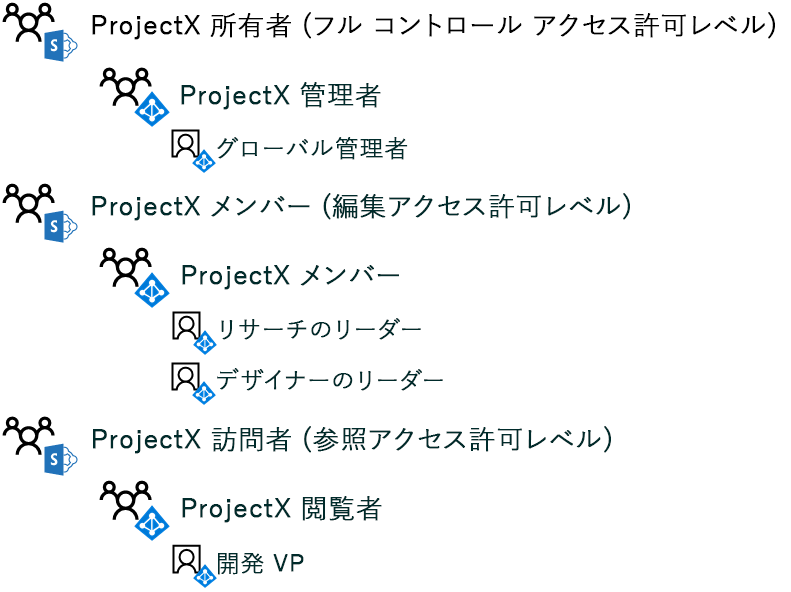 ProjectX 所有者 (フル コントロール アクセス許可レベル)
ProjectX 管理者
グローバル管理者
ProjectX メンバー (編集アクセス許可レベル)
ProjectX メンバー
リサーチのリーダー
デザイナーのリーダー
ProjectX 訪問者 (参照アクセス許可レベル)
ProjectX 閲覧者
開発 VP